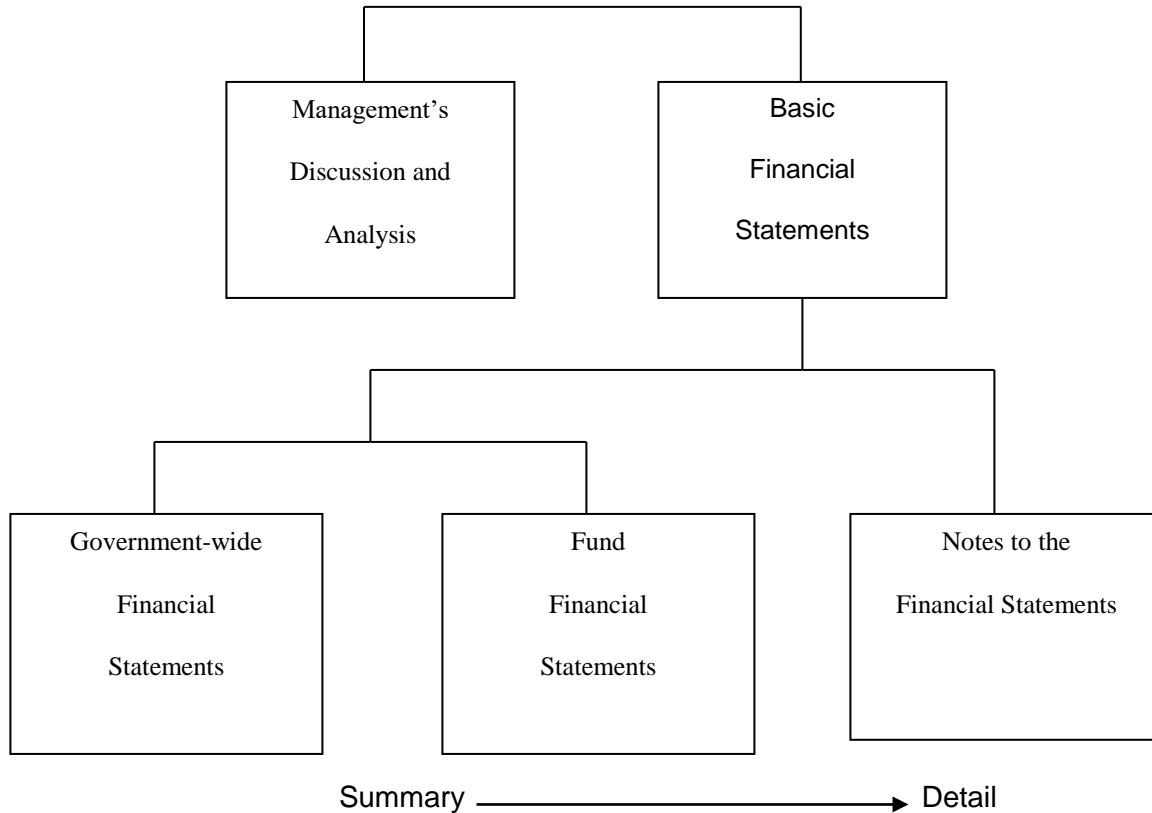 Management’s
Discussion and
Analysis
Basic
Financial
Statements
Government-wide
Financial
Statements
Fund
Financial
Statements
Notes to the
Financial Statements
Summary
Detail